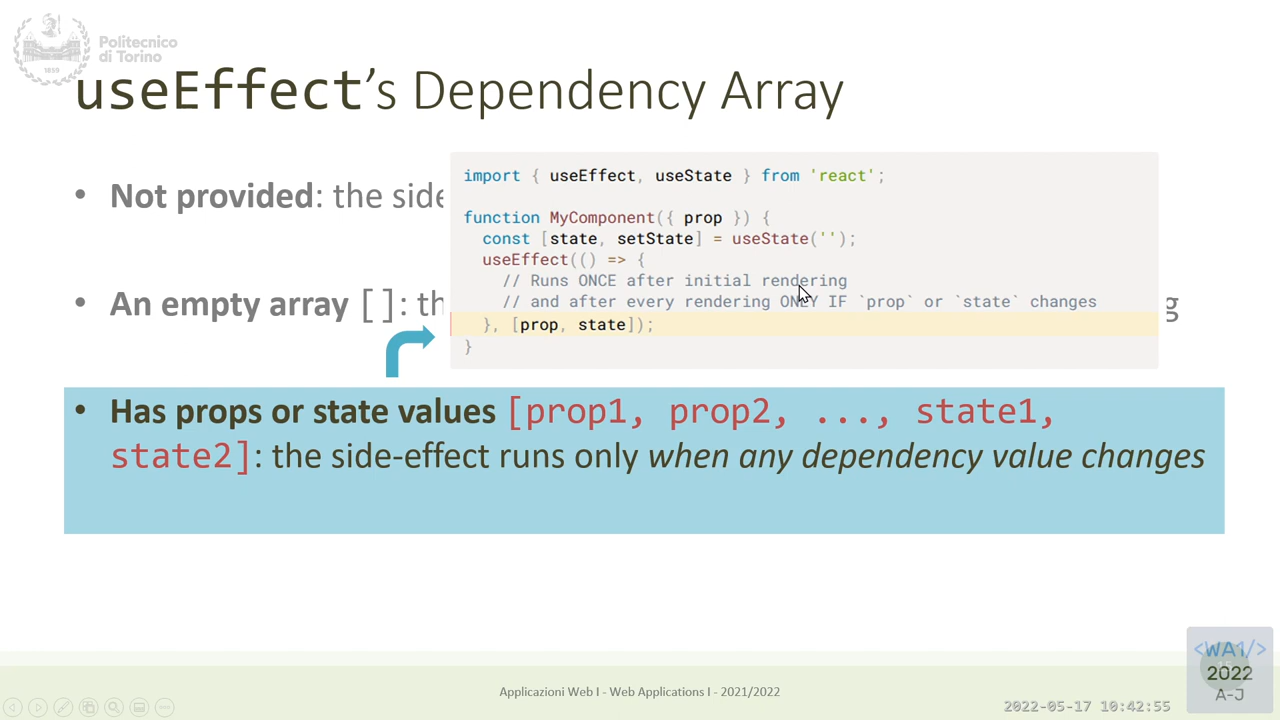 Politecnico
di Torino
1859
useEffect's Dependency Array
• Not provided: the side
import { useEffect, useState } from 'react';
function MyComponent({ prop }) {
const [state, setState] = useState('');
useEffect(() => {
// Runs ONCE after initial rendering
// and after every rendering ONLY IF `prop` or `state` changes
}, [prop, state]);
}
• An empty array []: th
g
• Has props or state values [prop1, prop2, ..., state1,
state2]: the side-effect runs only when any dependency value changes
Applicazioni Web I - Web Applications I - 2021/2022
2022-05-17 10:42:55
<WA1/>
2022
A-J